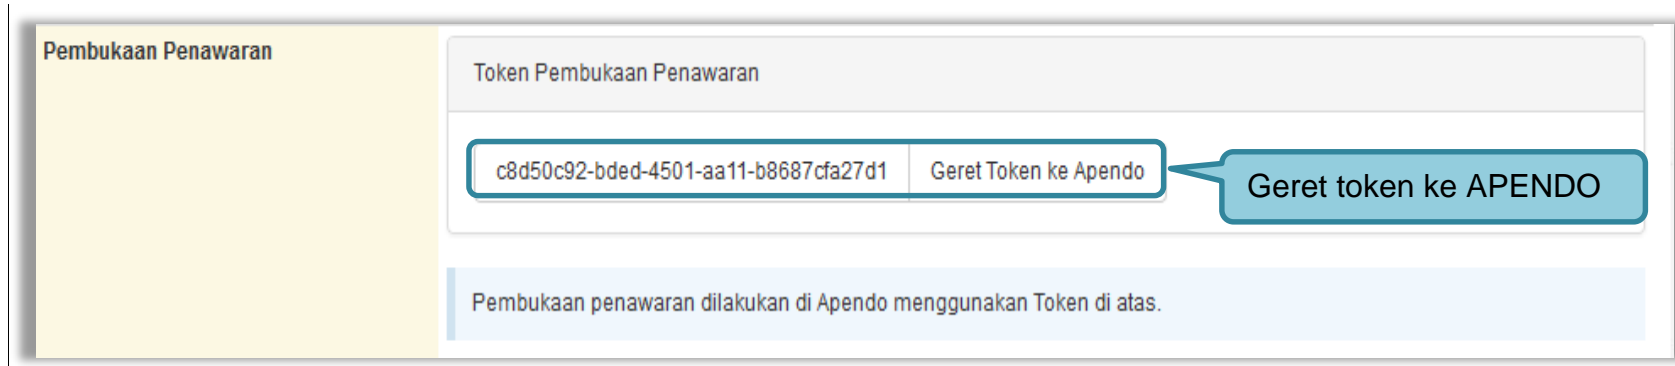 Pembukaan Penawaran
Token Pembukaan Penawaran
c8d50c92-bded-4501-aa11-b8687cfa27d1 Geret Token ke Apendo
Geret token ke APENDO
Pembukaan penawaran dilakukan di Apendo menggunakan Token di atas.